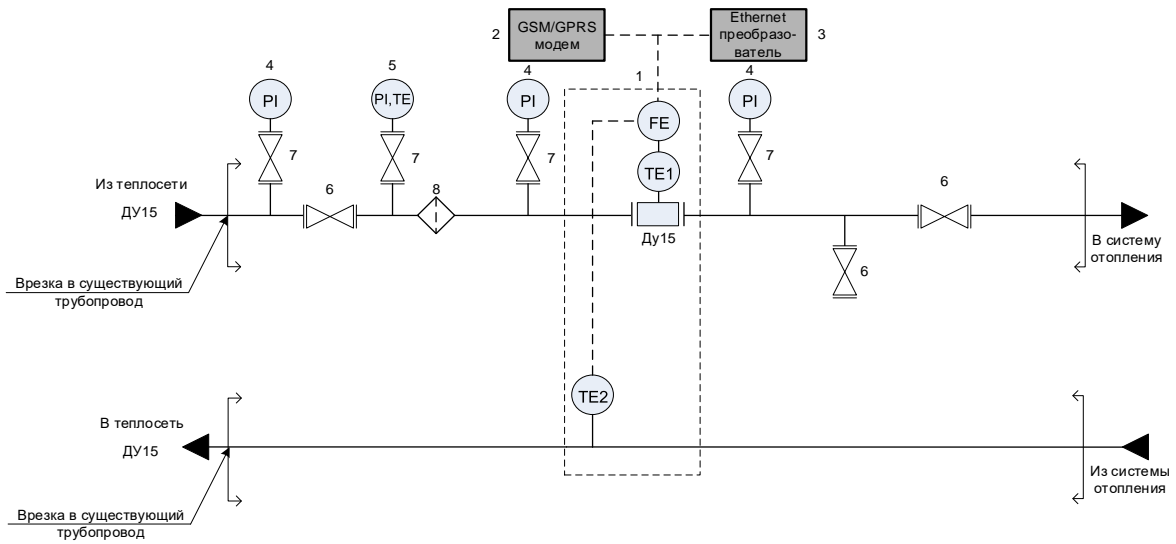 2
GSM/GPRS
модем
Ethernet
преобразо-
ватель
3
4
5
4
1
4
PI
PI,TE
PI
FE
PI
7
7
7
TE1
7
Из теплосети
ДУ15
6
8
6
Ду15
В систему
отопления
6
Врезка в существующий
трубопровод
TE2
В теплосеть
ДУ15
Из системы
отопления
Врезка в существующий
трубопровод